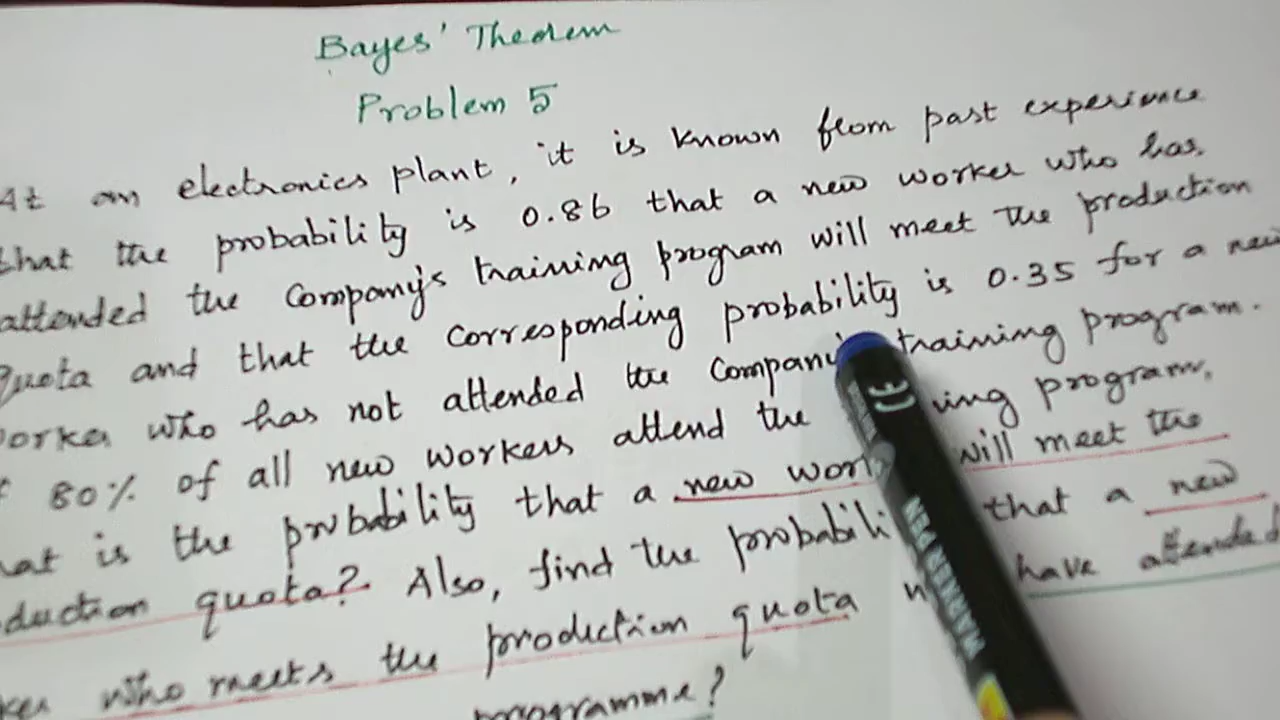 Bayes' Theorem
Problem 5
At an electronics plant, it is known from past experience
that the probability is 0.86 that a new worker who has
attended the Company's training program will meet the production
quota and that the corresponding probability is 0.35 for a new
worker who has not attended the Company's training program.
80% of all new workers attend the program,
is the probability that a new will meet the
quota? Also, find the that a new
who meets the production quota have attended
programme?
MARKER PEN